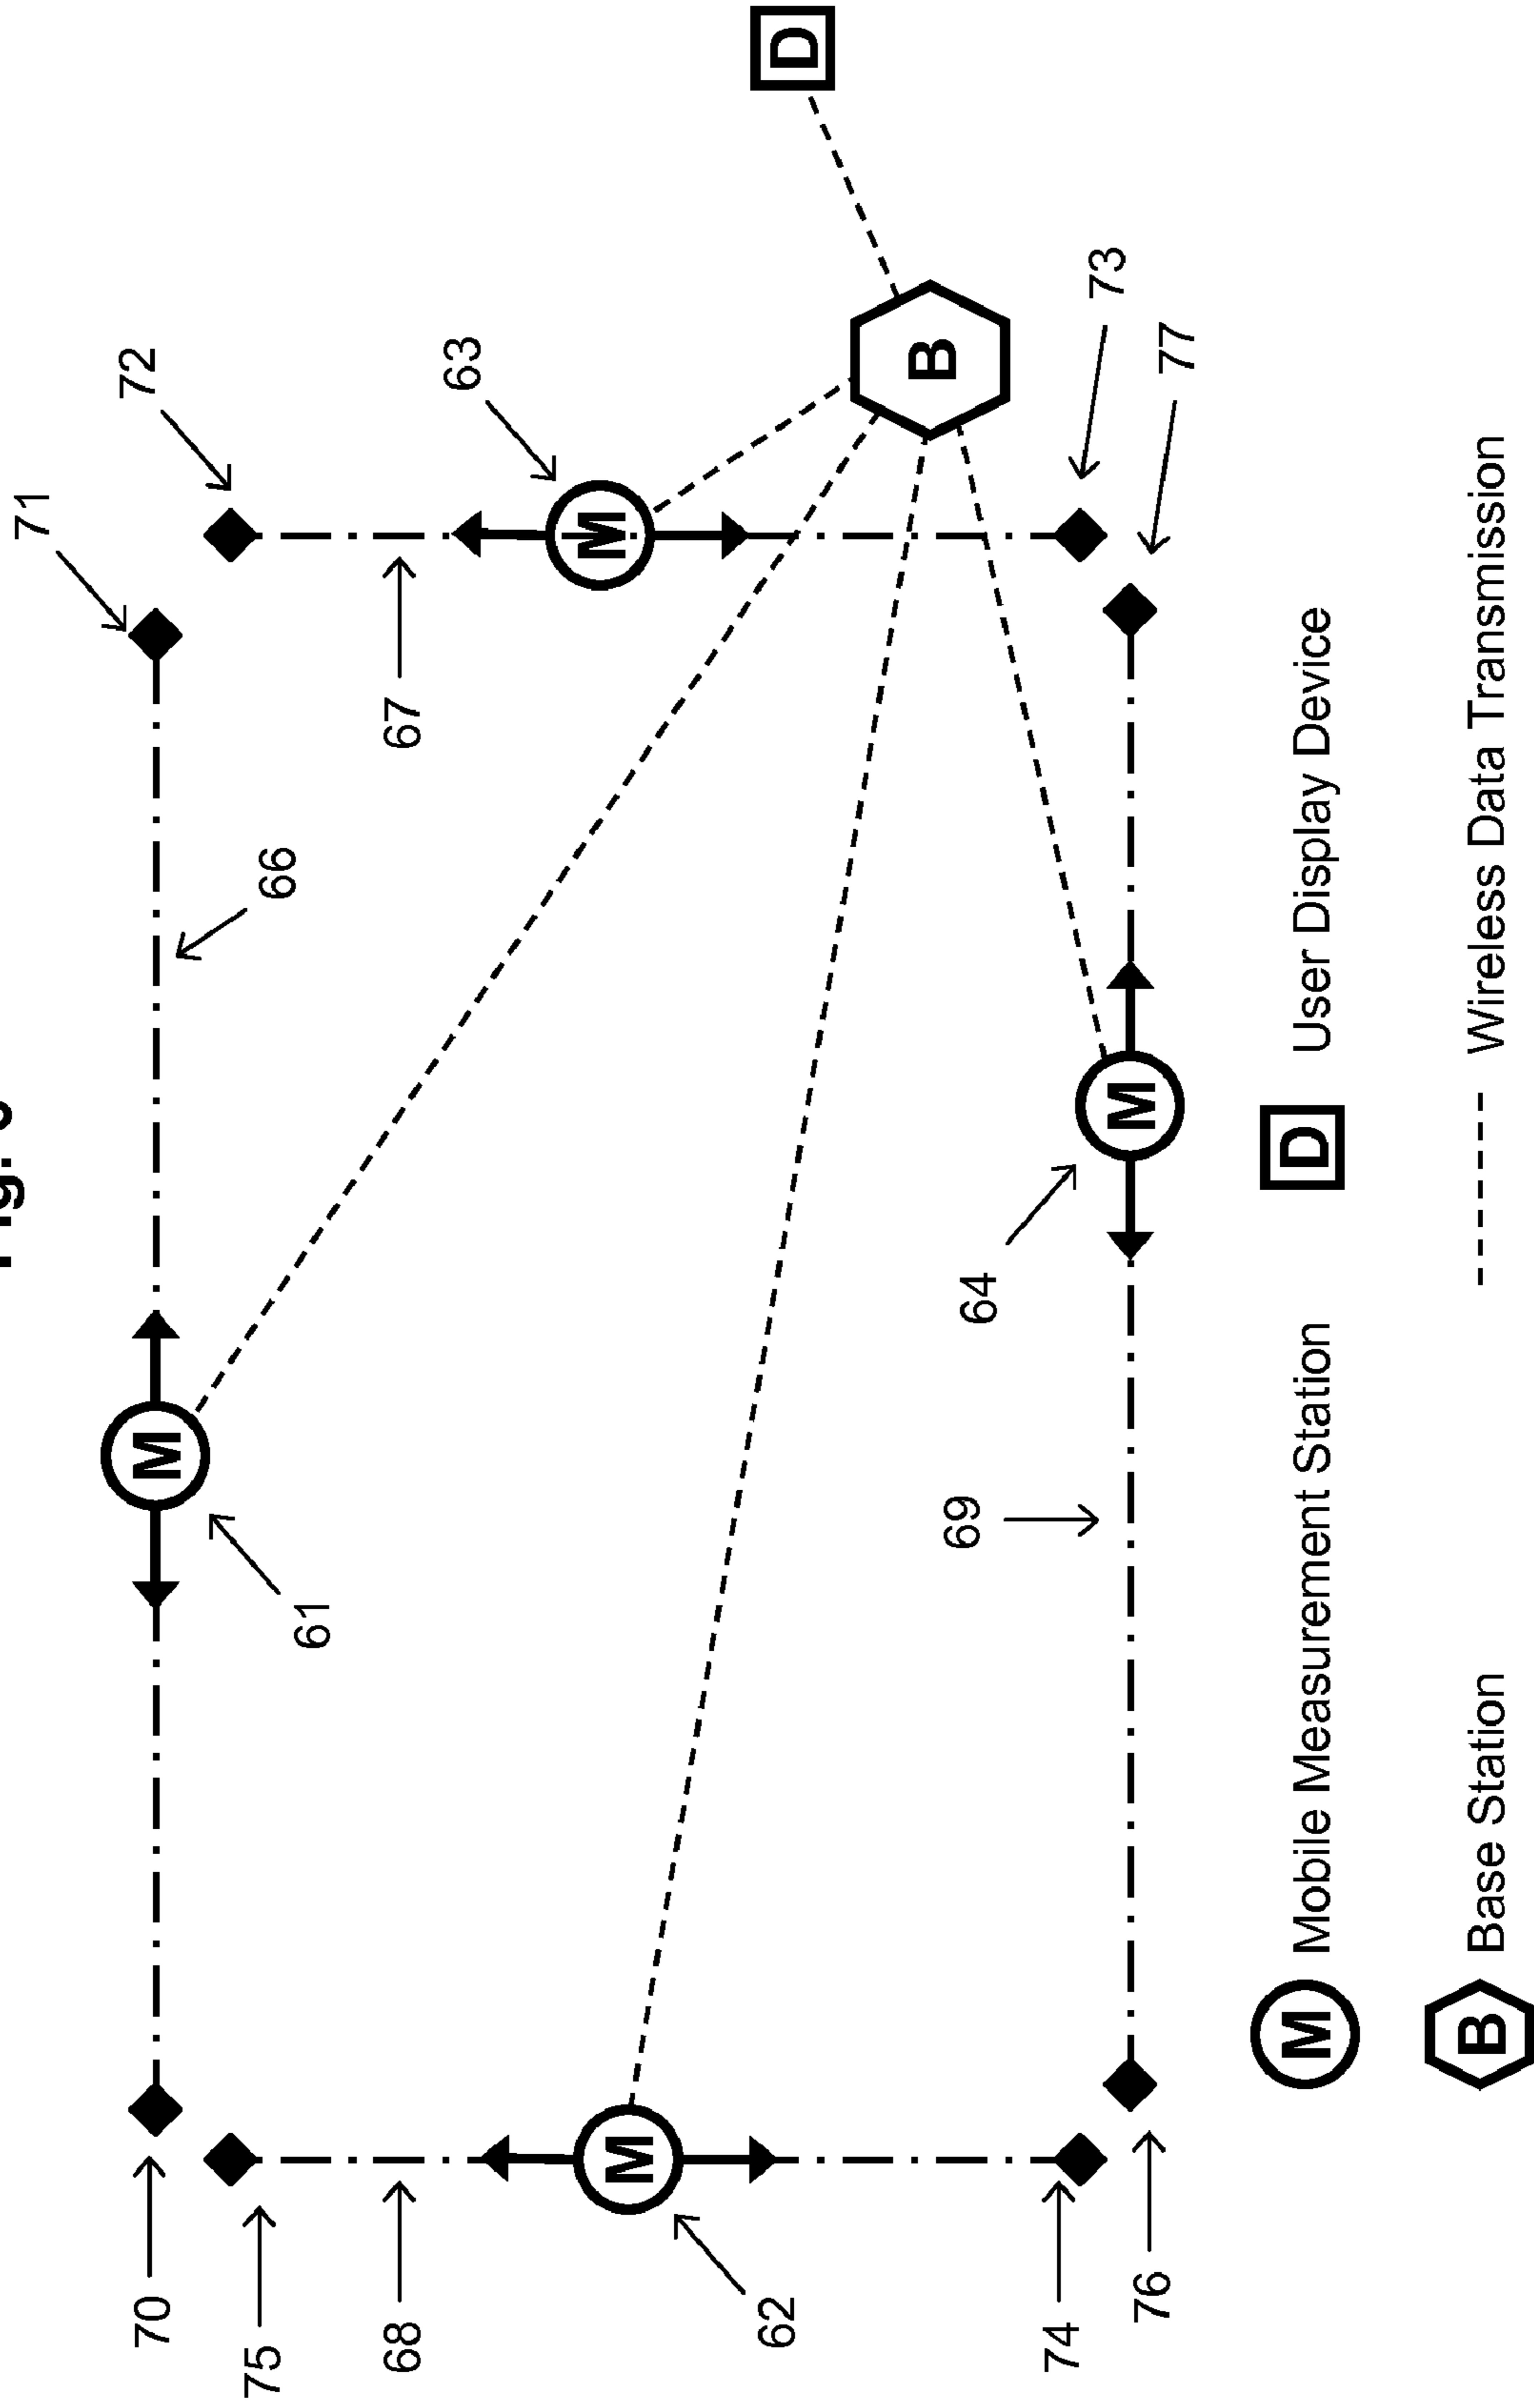 Fig.
71
72
70
M
75
66
61
68
67
63
M
M
62
D
B
69
64
74
73
M
76
77
M Mobile Measurement Station
D User Display Device
B Base Station
Wireless Data Transmission